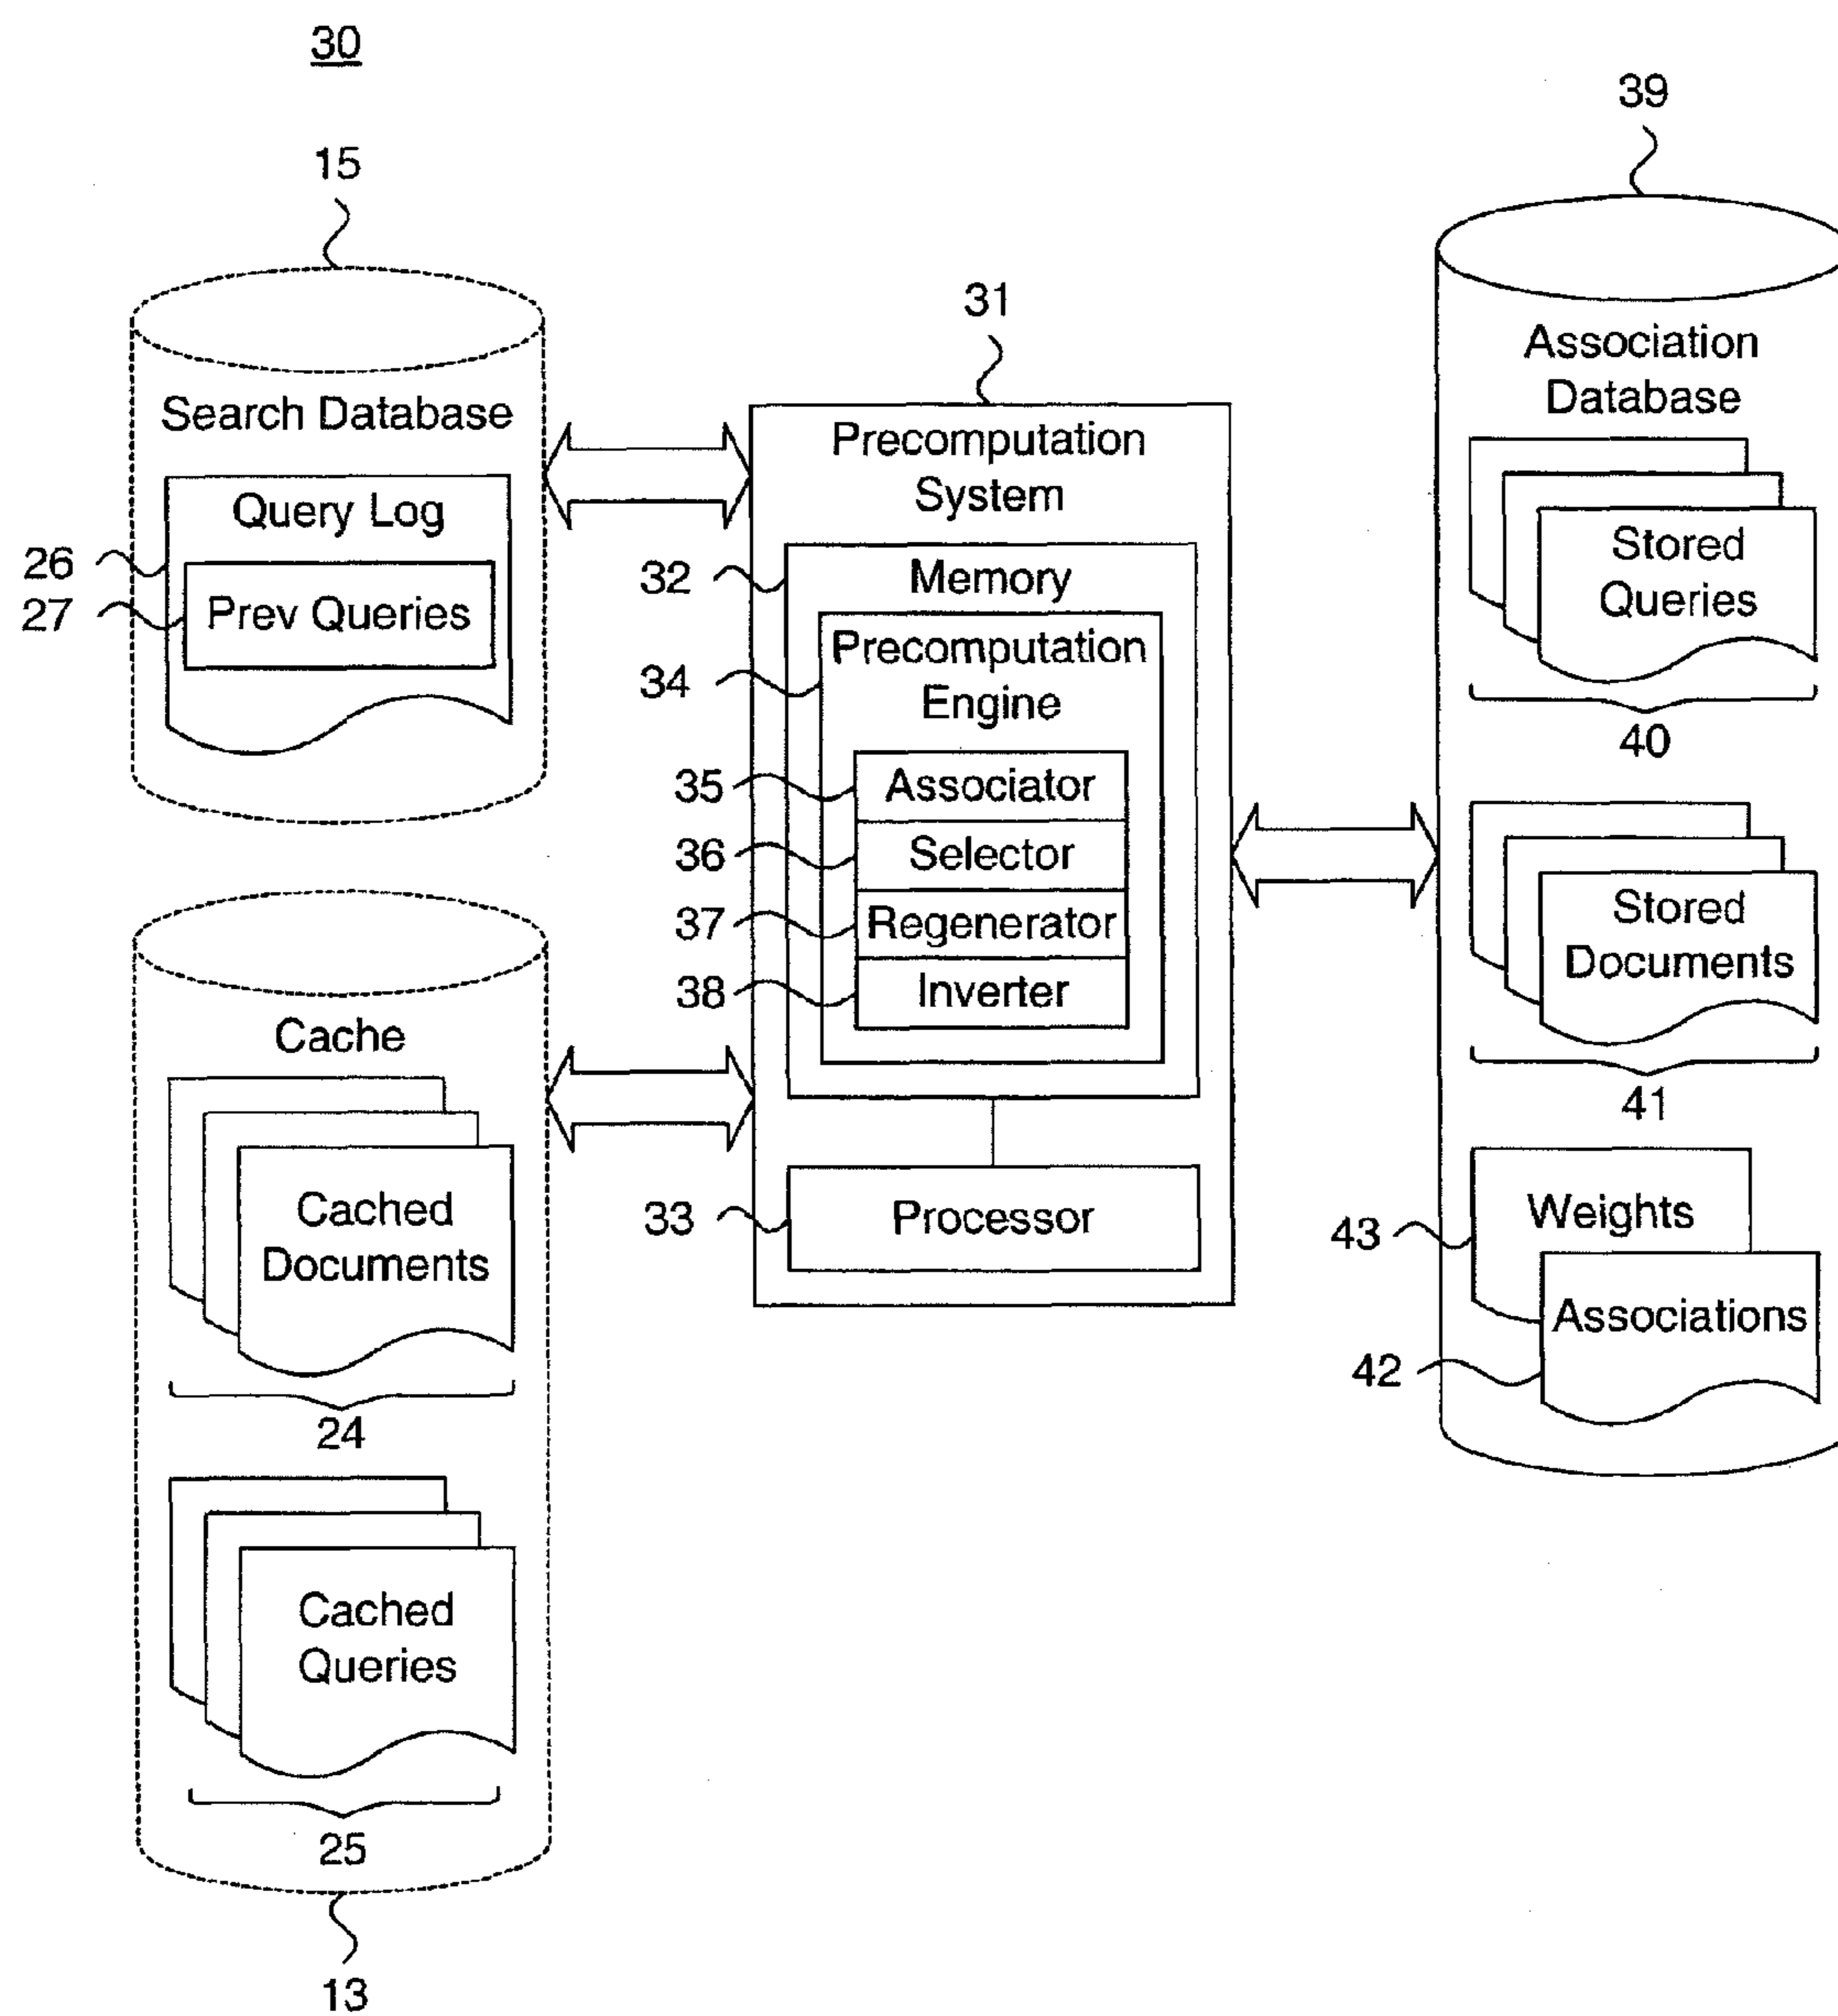 30
15
Search Database
Query Log
26
27
Prev Queries
Cache
Cached
Documents
24
Cached
Queries
25
13
31
Precomputation
System
32
Memory
Precomputation
34
Engine
35
Associator
36
Selector
37
Regenerator
38
Inverter
33
Processor
39
Association
Database
Stored
Queries
40
Stored
Documents
41
43
Weights
Associations
42